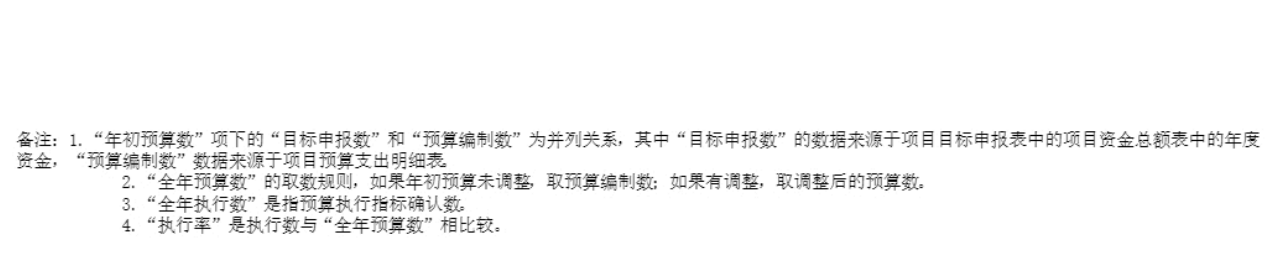 备注：1.“年初预算数”项下的“目标申报数”和“预算编制数”为并列关系，其中“目标申报数”的数据来源于项目目标申报表中的项目资金总额表中的年度
资金，“预算编制数”数据来源于项目预算支出明细表。
2.“全年预算数”的取数规则，如果年初预算未调整，取预算编制数；如果有调整，取调整后的预算数。
3.“全年执行数”是指预算执行指标确认数。
4.“执行率”是执行数与“全年预算数”相比较。